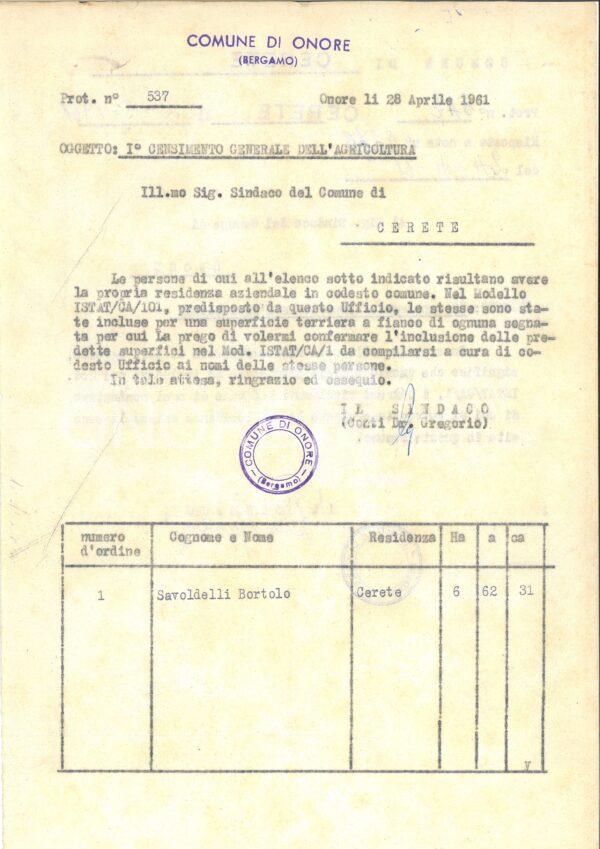 COMUNE DI ONORE
(BERGAMO)
Prot. n° 537 Onore li 28 Aprile 1961
OGGETTO: I° CENSIMENTO GENERALE DELL'AGRICOLTURA
Ill.mo Sig. Sindaco del Comune di
CERETE
Le persone di cui all'elenco sotto indicato risultano avere
la propria residenza aziendale in codesto comune. Nel Modello
ISTAT/CA/101, predisposto da questo Ufficio, le stesse sono sta-
te incluse per una superficie terriera a fianco di ognuna segna-
ta per cui La prego di volermi confermare l'inclusione delle pre-
dette superfici nel Mod. ISTAT/CA/1 da compilarsi a cura di co-
desto Ufficio ai nomi delle stesse persone.
In tale attesa, ringrazio ed ossequio.
IL SINDACO
(Conti Dr. Gregorio)
COMUNE DI ONORE
(Bergamo)
numero d'ordine Cognome e Nome Residenza Ha a ca
1 Savoldelli Bortolo Cerete 6 62 31
v